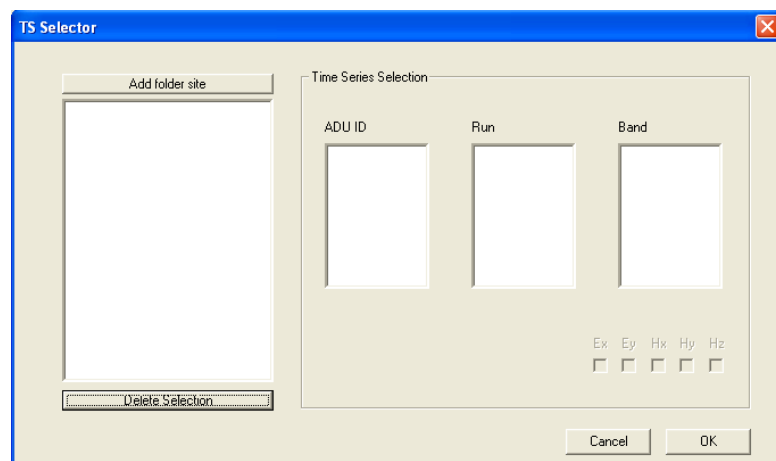 TS Selector
Add folder site
Time Series Selection
ADU ID Run Band
Ex Ey Hx Hy Hz
Delete Selection
Cancel OK